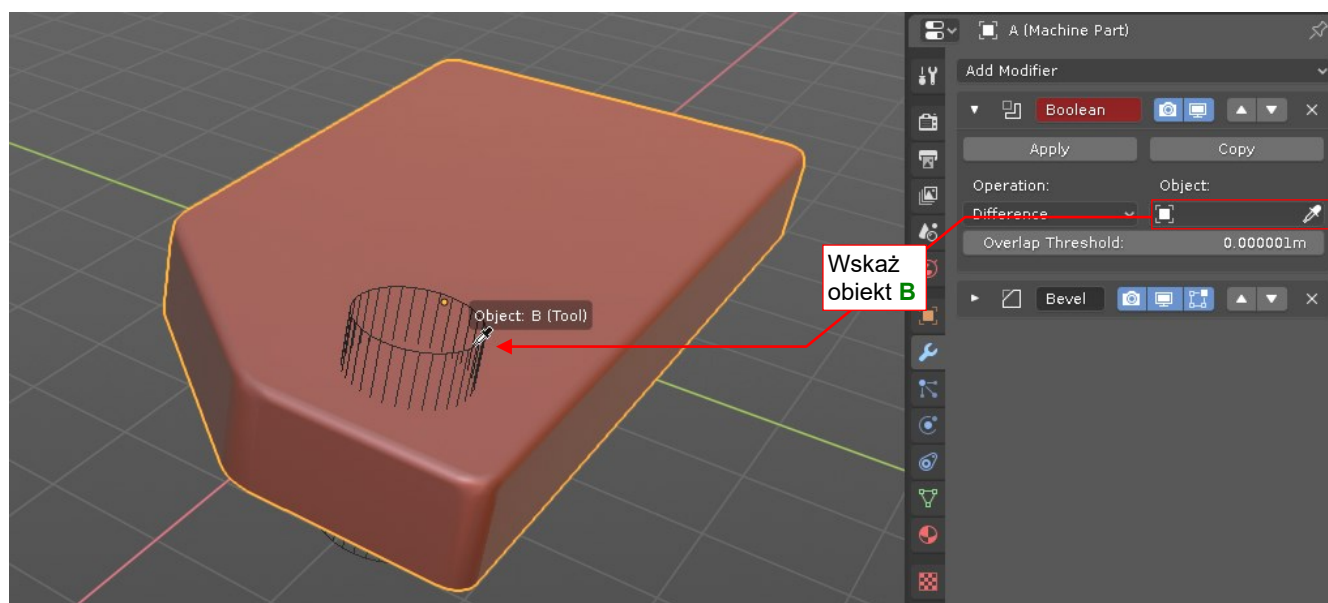 A (Machine Part)
Add Modifier
Boolean
Apply Copy
Operation: Object:
Difference
Overlap Threshold: 0.000001m
Wskaż
obiekt B
Bevel
Object: B (Tool)